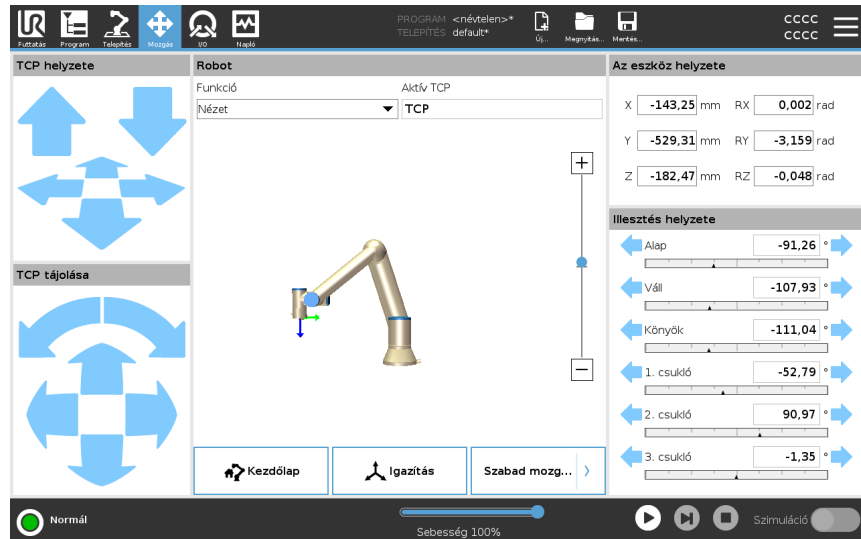 PROGRAM <névtelen>*
TELEPÍTÉS default*
CCCC
CCCC
Futtatás Program Telepítés Mozgás I/O Napló Új... Megnyitás... Mentés...
TCP helyzete
Robot
Funkció Aktív TCP
Nézet TCP
Az eszköz helyzete
X -143,25 mm RX 0,002 rad
Y -529,31 mm RY -3,159 rad
Z -182,47 mm RZ -0,048 rad
Illesztés helyzete
Alap -91,26 °
Váll -107,93 °
Könyök -111,04 °
1. csukló -52,79 °
2. csukló 90,97 °
3. csukló -1,35 °
TCP tájolása
Kezdőlap Igazítás Szabad mozg...
Normál
Sebesség 100%
Szimuláció